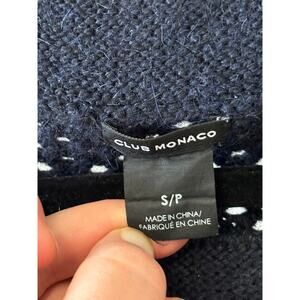 CLUB MONACO
S/P
MADE IN CHINA/
FABRIQUÉ EN CHINE